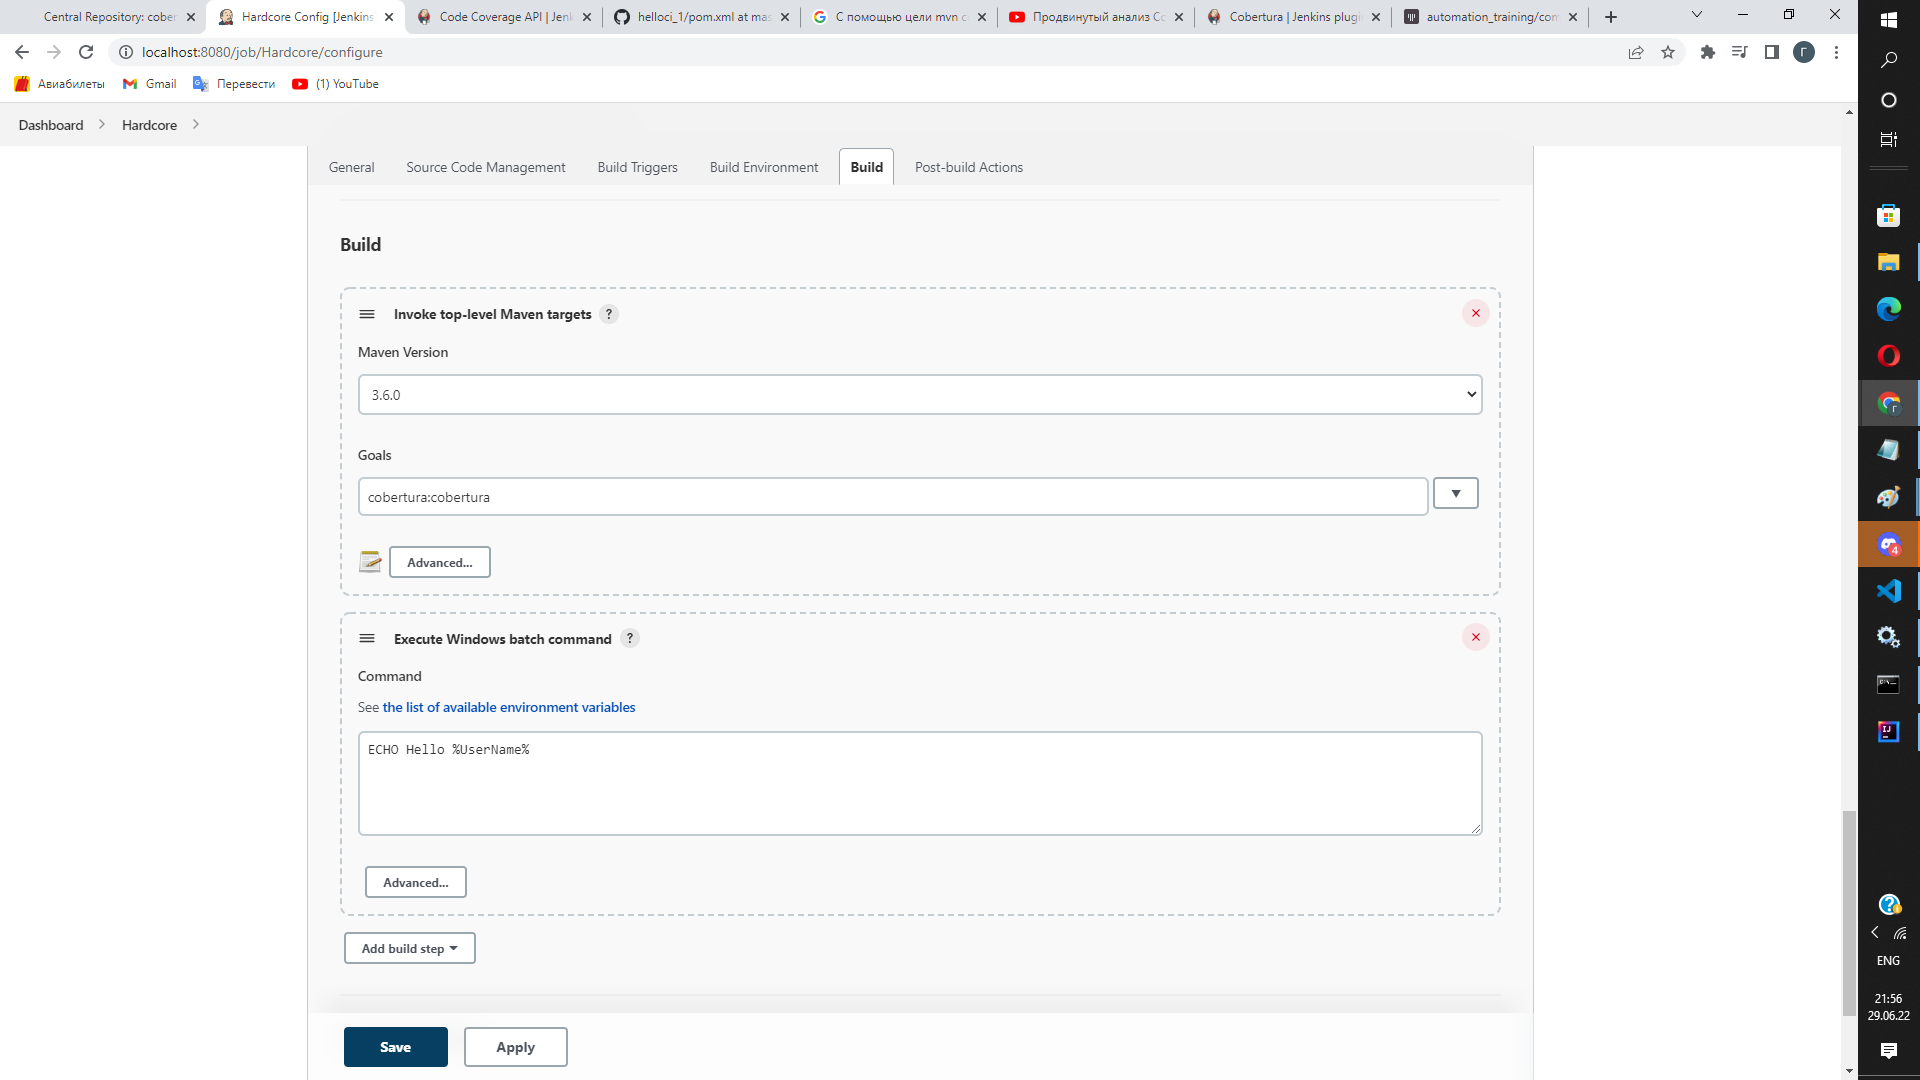 Central Repository: cober
Hardcore Config [Jenkins
Code Coverage API | Jenk
helloci_1/pom.xml at mas
С помощью цели mvn c
Продвинутый анализ Co
Cobertura | Jenkins plugi
automation_training/com
localhost:8080/job/Hardcore/configure
Г
Авиабилеты
Gmail
Перевести
(1) YouTube
Dashboard
Hardcore
General
Source Code Management
Build Triggers
Build Environment
Build
Post-build Actions
Build
Invoke top-level Maven targets ?
Maven Version
3.6.0
Goals
cobertura:cobertura
Advanced...
Execute Windows batch command ?
Command
See the list of available environment variables
ECHO Hello %UserName%
Advanced...
Add build step
Save
Apply
4
IJ
ENG
21:56
29.06.22